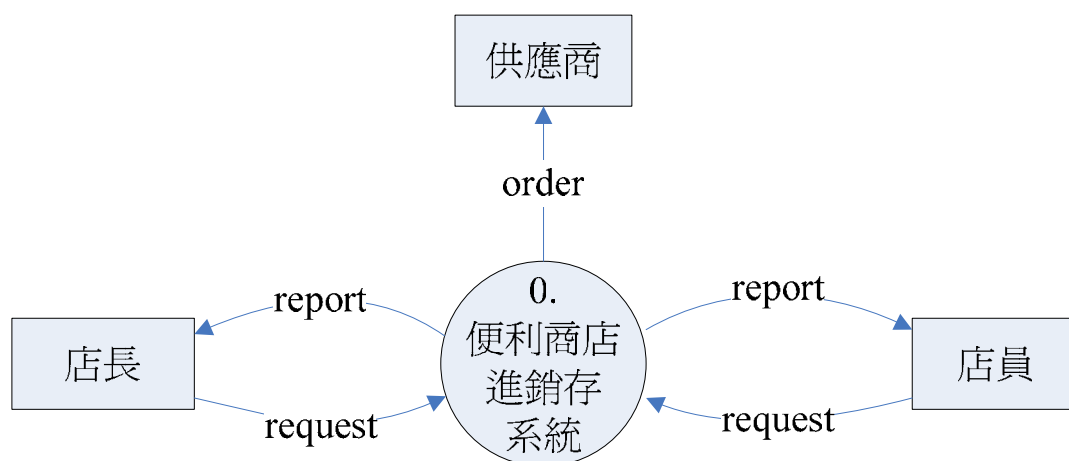 供應商
order
0.
便利商店
進銷存
系統
report
report
店長
店員
request
request